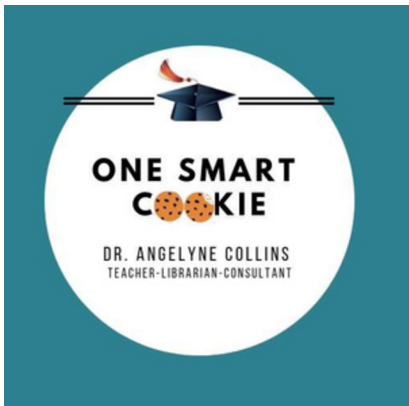 ONE SMART
COOKIE
DR. ANGELYNE COLLINS
TEACHER-LIBRARIAN-CONSULTANT